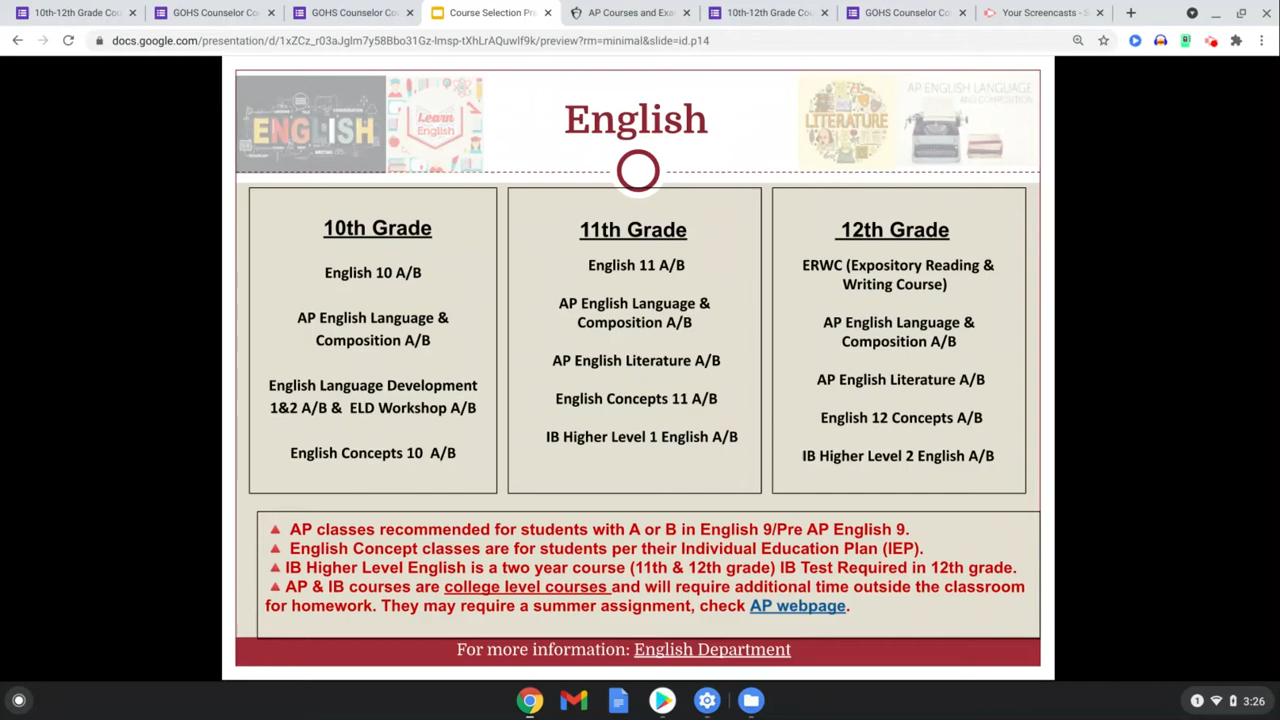 10th-12th Grade Cou
GOHS Counselor Co
GOHS Counselor Co
Course Selection Pre
AP Courses and Exa
10th-12th Grade Cou
GOHS Counselor Co
Your Screencasts - S
docs.google.com/presentation/d/1xZCz_r03aJglm7y58Bbo31Gz-lmsp-tXhLrAQuwlf9k/preview?rm=minimal&slide=id.p14
ENGLISH
Learn
English
English
LITERATURE
AP ENGLISH LANGUAGE
AND COMPOSITION
10th Grade
English 10 A/B
AP English Language &
Composition A/B
English Language Development
1&2 A/B & ELD Workshop A/B
English Concepts 10 A/B
11th Grade
English 11 A/B
AP English Language &
Composition A/B
AP English Literature A/B
English Concepts 11 A/B
IB Higher Level 1 English A/B
12th Grade
ERWC (Expository Reading &
Writing Course)
AP English Language &
Composition A/B
AP English Literature A/B
English 12 Concepts A/B
IB Higher Level 2 English A/B
AP classes recommended for students with A or B in English 9/Pre AP English 9.
English Concept classes are for students per their Individual Education Plan (IEP).
IB Higher Level English is a two year course (11th & 12th grade) IB Test Required in 12th grade.
AP & IB courses are college level courses and will require additional time outside the classroom
for homework. They may require a summer assignment, check AP webpage.
For more information: English Department
1
3:26